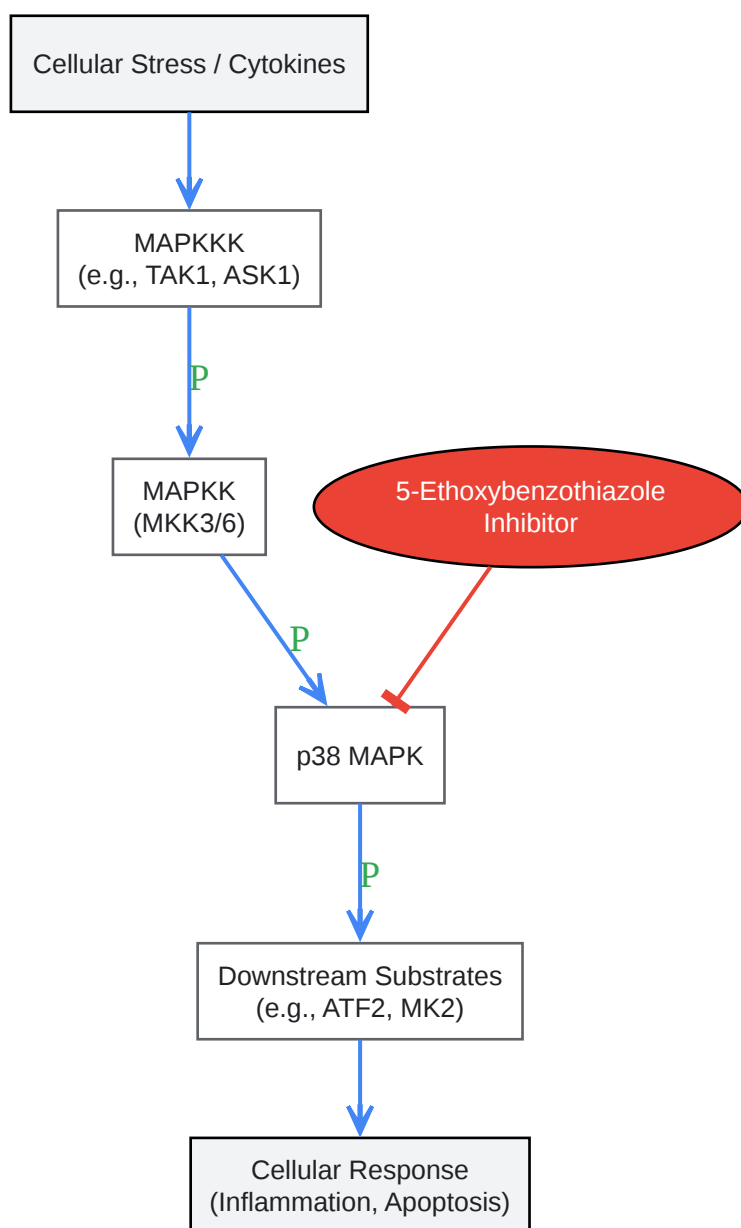 Cellular Stress / Cytokines
MAPKKK
(e.g., TAK1, ASK1)
P
MAPKK
(MKK3/6)
5-Ethoxybenzothiazole
Inhibitor
P
p38 MAPK
P
Downstream Substrates
(e.g., ATF2, MK2)
Cellular Response
(Inflammation, Apoptosis)